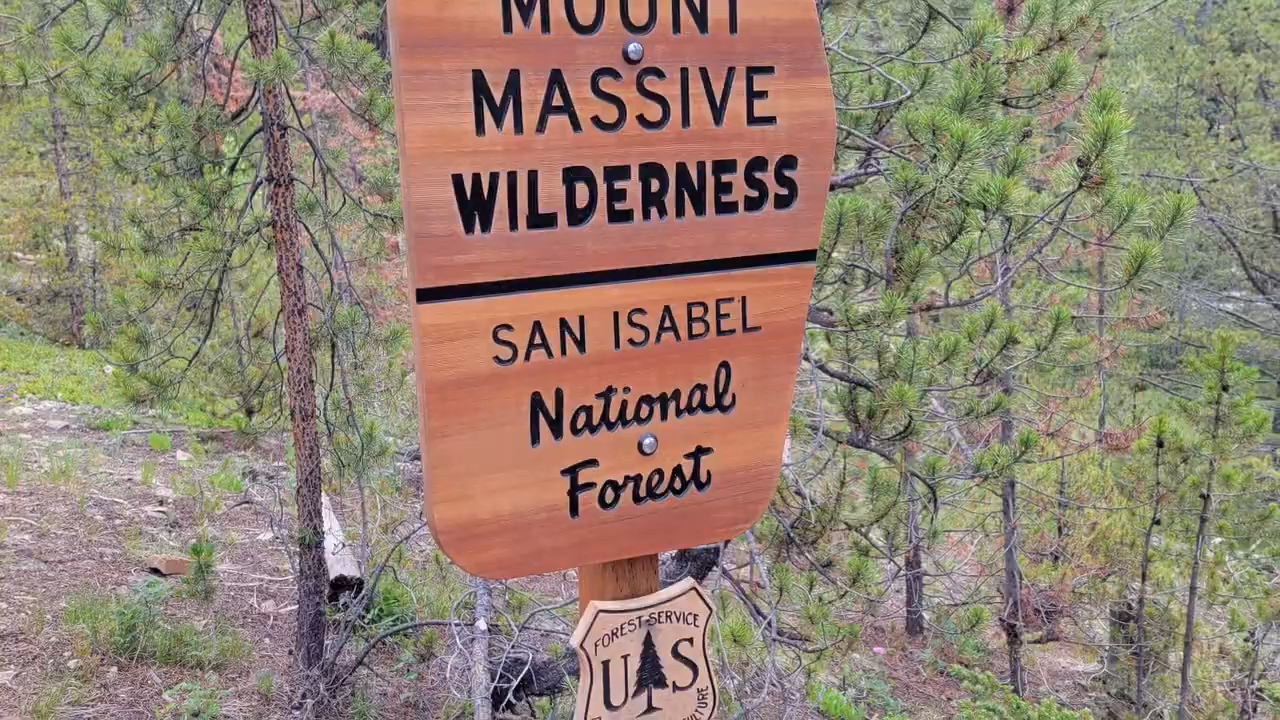 MOUNT
MASSIVE
WILDERNESS
SAN ISABEL
National
Forest
FOREST SERVICE
U S